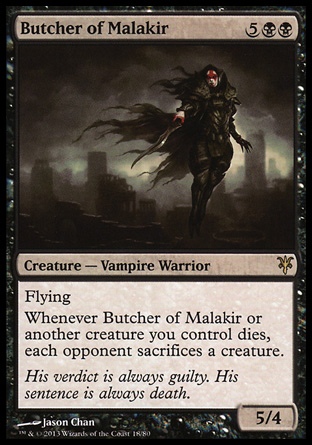 Butcher of Malakir 5
Creature — Vampire Warrior
Flying
Whenever Butcher of Malakir or
another creature you control dies,
each opponent sacrifices a creature.
His verdict is always guilty. His
sentence is always death.
Jason Chan
™ & © 2013 Wizards of the Coast 18/89
5/4